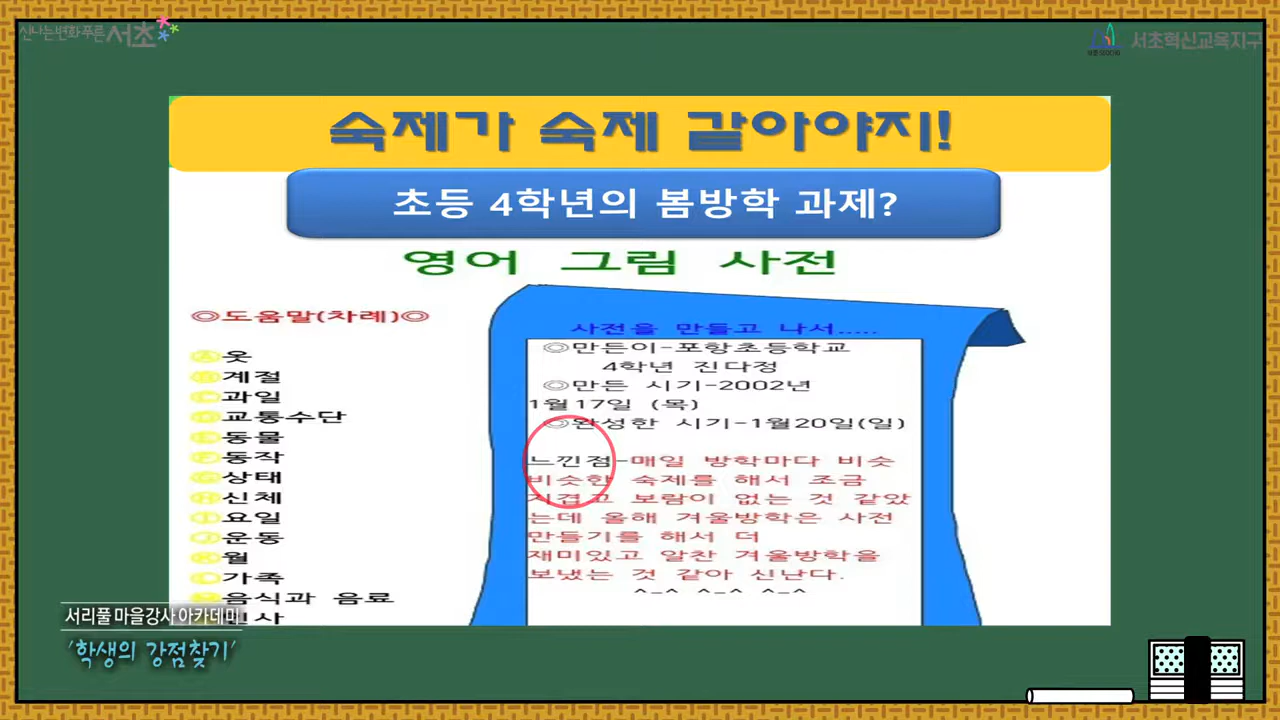 신나는 변화 푸른 서초
서초혁신교육지구
숙제가 숙제 같아야지!
초등 4학년의 봄방학 과제?
영어 그림 사전
◎도움말(차례)◎
옷
계절
과일
교통수단
동물
동작
상태
신체
요일
운동
월
가족
음식과 음료
인사
사전을 만들고 나서.....
◎만든이-포항초등학교
4학년 진다정
◎만든 시기-2002년
1월17일 (목)
◎완성한 시기-1월20일(일)
느낀점-매일 방학마다 비슷
비슷한 숙제를 해서 조금
지겹고 보람이 없는 것 같았
는데 올해 겨울방학은 사전
만들기를 해서 더
재미있고 알찬 겨울방학을
보냈는 것 같아 신난다.
^-^ ^-^ ^-^
서리풀 마을강사 아카데미
'학생의 강점찾기'